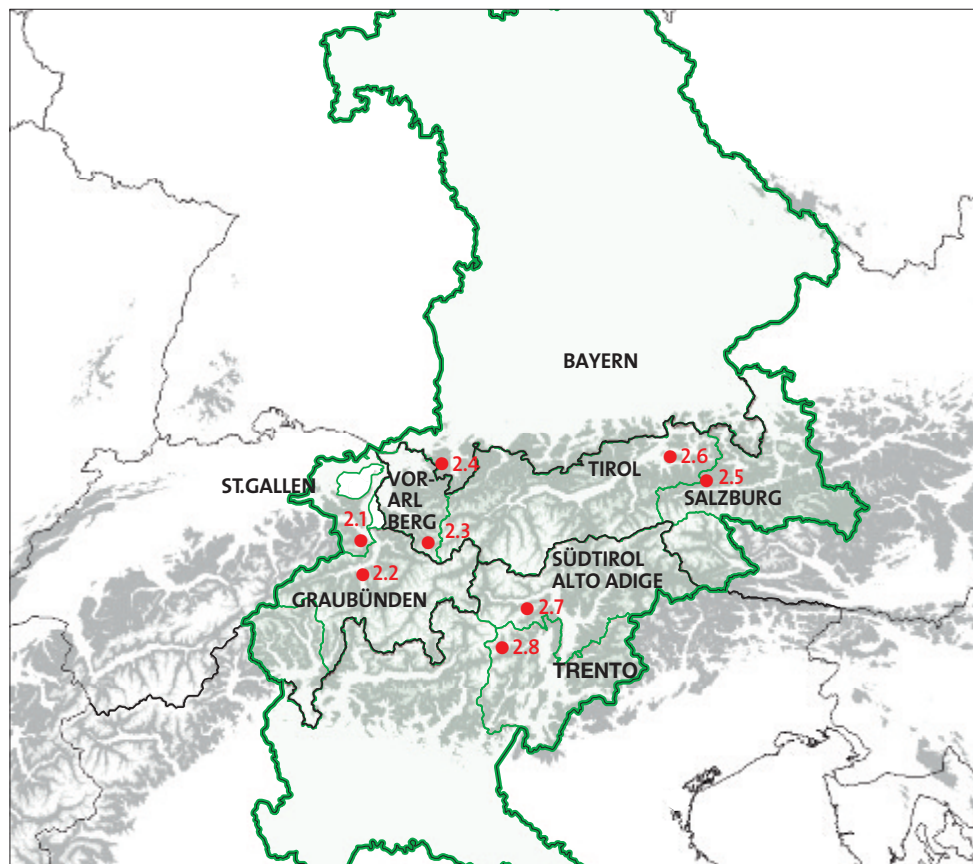 BAYERN
2.4
2.6
TIROL
2.5
ST.GALLEN
VOR-
ARL
BERG
SALZBURG
2.1
2.3
2.2
SÜDTIROL
ALTO ADIGE
GRAUBÜNDEN
2.7
2.8
TRENTO